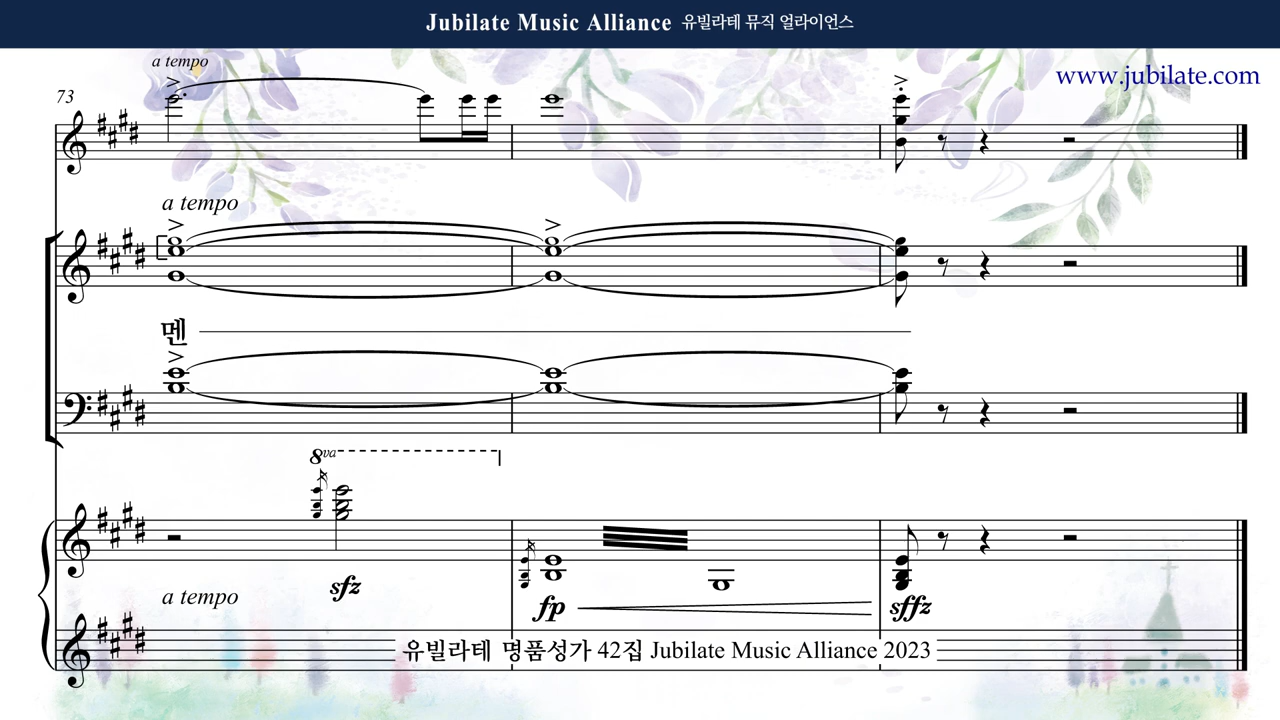 Jubilate Music Alliance 유빌라테 뮤직 얼라이언스
www.jubilate.com
a tempo
73
a tempo
멘
8va
sfz
a tempo
fp
sffz
유빌라테 명품성가 42집 Jubilate Music Alliance 2023